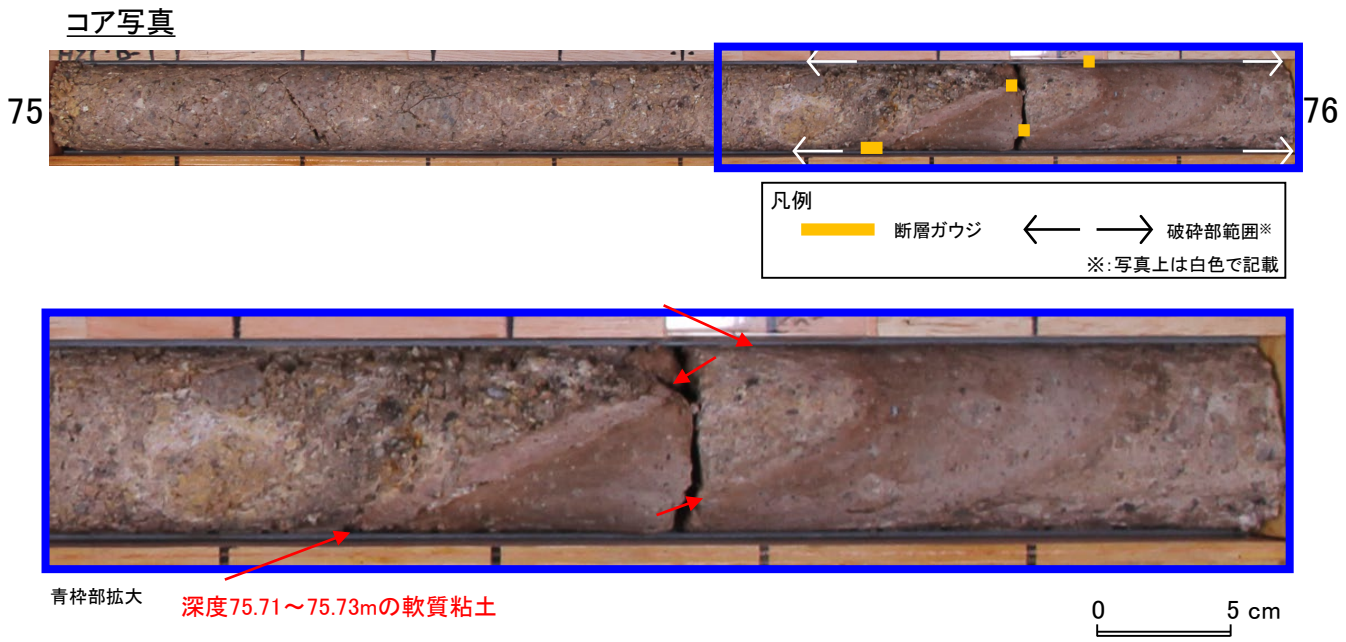 コア写真
75
76
凡例
断層ガウジ
破砕部範囲※
※:写真上は白色で記載
青枠部拡大
深度75.71～75.73mの軟質粘土
0 5 cm